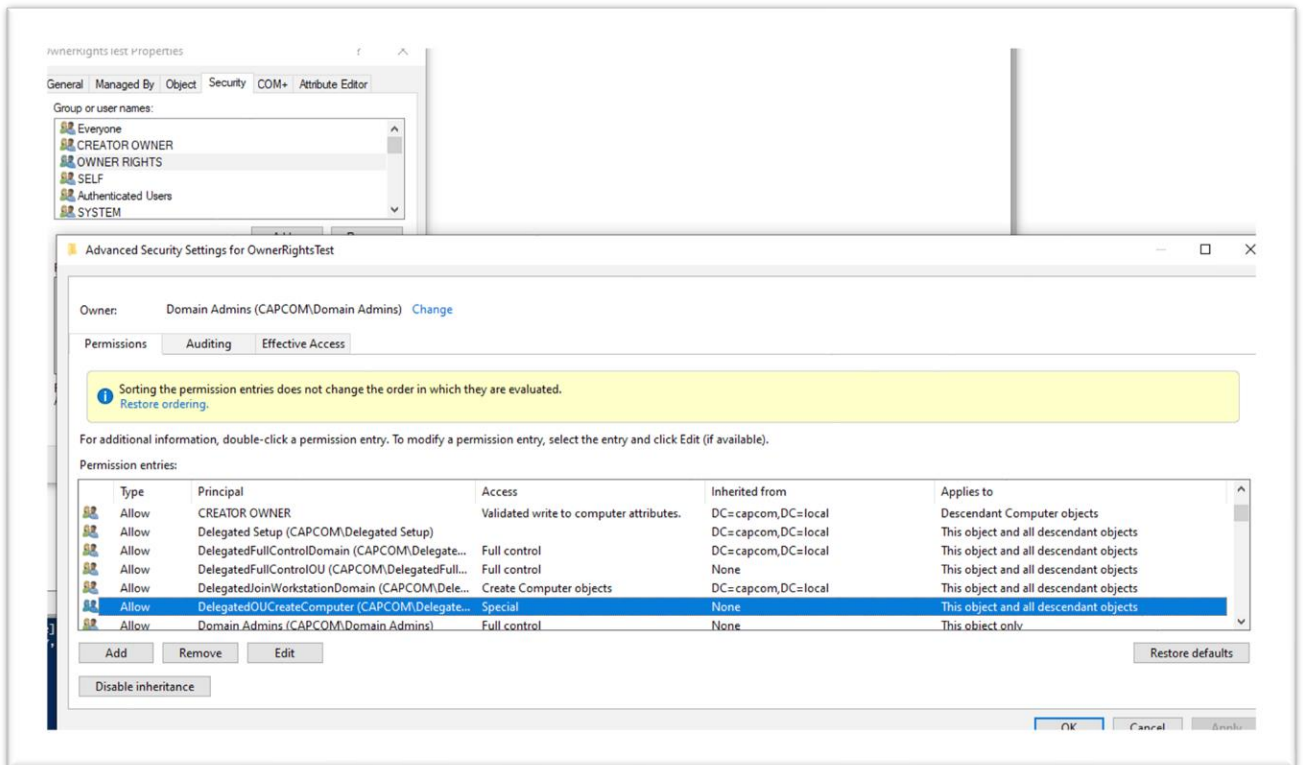 OwnerRightsTest Properties ? ×
General Managed By Object Security COM+ Attribute Editor
Group or user names:
Everyone
CREATOR OWNER
OWNER RIGHTS
SELF
Authenticated Users
SYSTEM
Advanced Security Settings for OwnerRightsTest
Owner: Domain Admins (CAPCOM\Domain Admins) Change
Permissions Auditing Effective Access
Sorting the permission entries does not change the order in which they are evaluated.
Restore ordering.
For additional information, double-click a permission entry. To modify a permission entry, select the entry and click Edit (if available).
Permission entries:
Type Principal Access Inherited from Applies to
Allow CREATOR OWNER Validated write to computer attributes. DC=capcom,DC=local Descendant Computer objects
Allow Delegated Setup (CAPCOM\Delegated Setup) DC=capcom,DC=local This object and all descendant objects
Allow DelegatedFullControlDomain (CAPCOM\Delegate... Full control DC=capcom,DC=local This object and all descendant objects
Allow DelegatedFullControlOU (CAPCOM\DelegatedFull... Full control None This object and all descendant objects
Allow DelegatedJoinWorkstationDomain (CAPCOM\Dele... Create Computer objects DC=capcom,DC=local This object and all descendant objects
Allow DelegatedOUCreateComputer (CAPCOM\Delegate... Special None This object and all descendant objects
Allow Domain Admins (CAPCOM\Domain Admins) Full control None This object only
Add Remove Edit Restore defaults
Disable inheritance
OK Cancel Apply